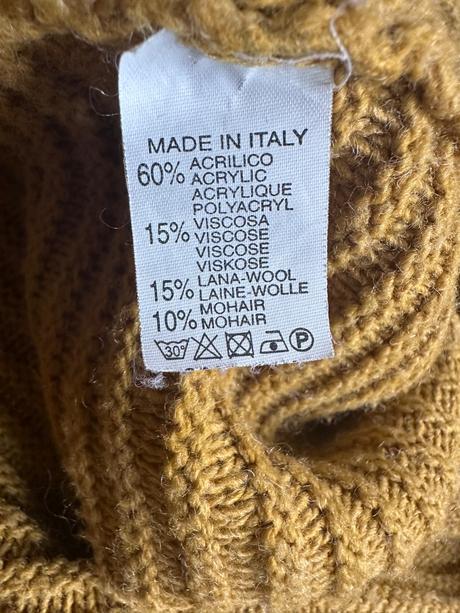 MADE IN ITALY
60% ACRILICO
ACRYLIC
ACRYLIQUE
POLYACRYL
15% VISCOSA
VISCOSE
VISCOSE
VISKOSE
15% LANA-WOOL
LAINE-WOLLE
10% MOHAIR
MOHAIR
30° P